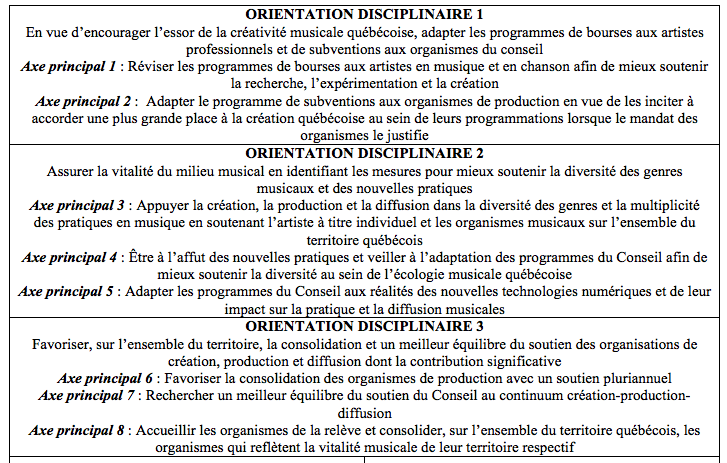 ORIENTATION DISCIPLINAIRE 1
En vue d’encourager l’essor de la créativité musicale québécoise, adapter les programmes de bourses aux artistes
professionnels et de subventions aux organismes du conseil
Axe principal 1 : Réviser les programmes de bourses aux artistes en musique et en chanson afin de mieux soutenir
la recherche, l’expérimentation et la création
Axe principal 2 : Adapter le programme de subventions aux organismes de production en vue de les inciter à
accorder une plus grande place à la création québécoise au sein de leurs programmations lorsque le mandat des
organismes le justifie
ORIENTATION DISCIPLINAIRE 2
Assurer la vitalité du milieu musical en identifiant les mesures pour mieux soutenir la diversité des genres
musicaux et des nouvelles pratiques
Axe principal 3 : Appuyer la création, la production et la diffusion dans la diversité des genres et la multiplicité
des pratiques en musique en soutenant l’artiste à titre individuel et les organismes musicaux sur l’ensemble du
territoire québécois
Axe principal 4 : Être à l’affut des nouvelles pratiques et veiller à l’adaptation des programmes du Conseil afin de
mieux soutenir la diversité au sein de l’écologie musicale québécoise
Axe principal 5 : Adapter les programmes du Conseil aux réalités des nouvelles technologies numériques et de leur
impact sur la pratique et la diffusion musicales
ORIENTATION DISCIPLINAIRE 3
Favoriser, sur l’ensemble du territoire, la consolidation et un meilleur équilibre du soutien des organisations de
création, production et diffusion dont la contribution significative
Axe principal 6 : Favoriser la consolidation des organismes de production avec un soutien pluriannuel
Axe principal 7 : Rechercher un meilleur équilibre du soutien du Conseil au continuum création-production-
diffusion
Axe principal 8 : Accueillir les organismes de la relève et consolider, sur l’ensemble du territoire québécois, les
organismes qui reflètent la vitalité musicale de leur territoire respectif